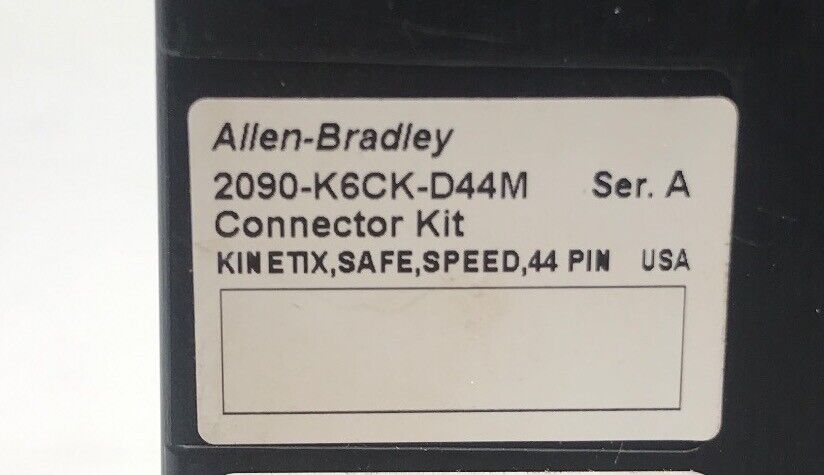 Allen-Bradley
2090-K6CK-D44M Ser. A
Connector Kit
KINETIX,SAFE,SPEED,44 PIN USA